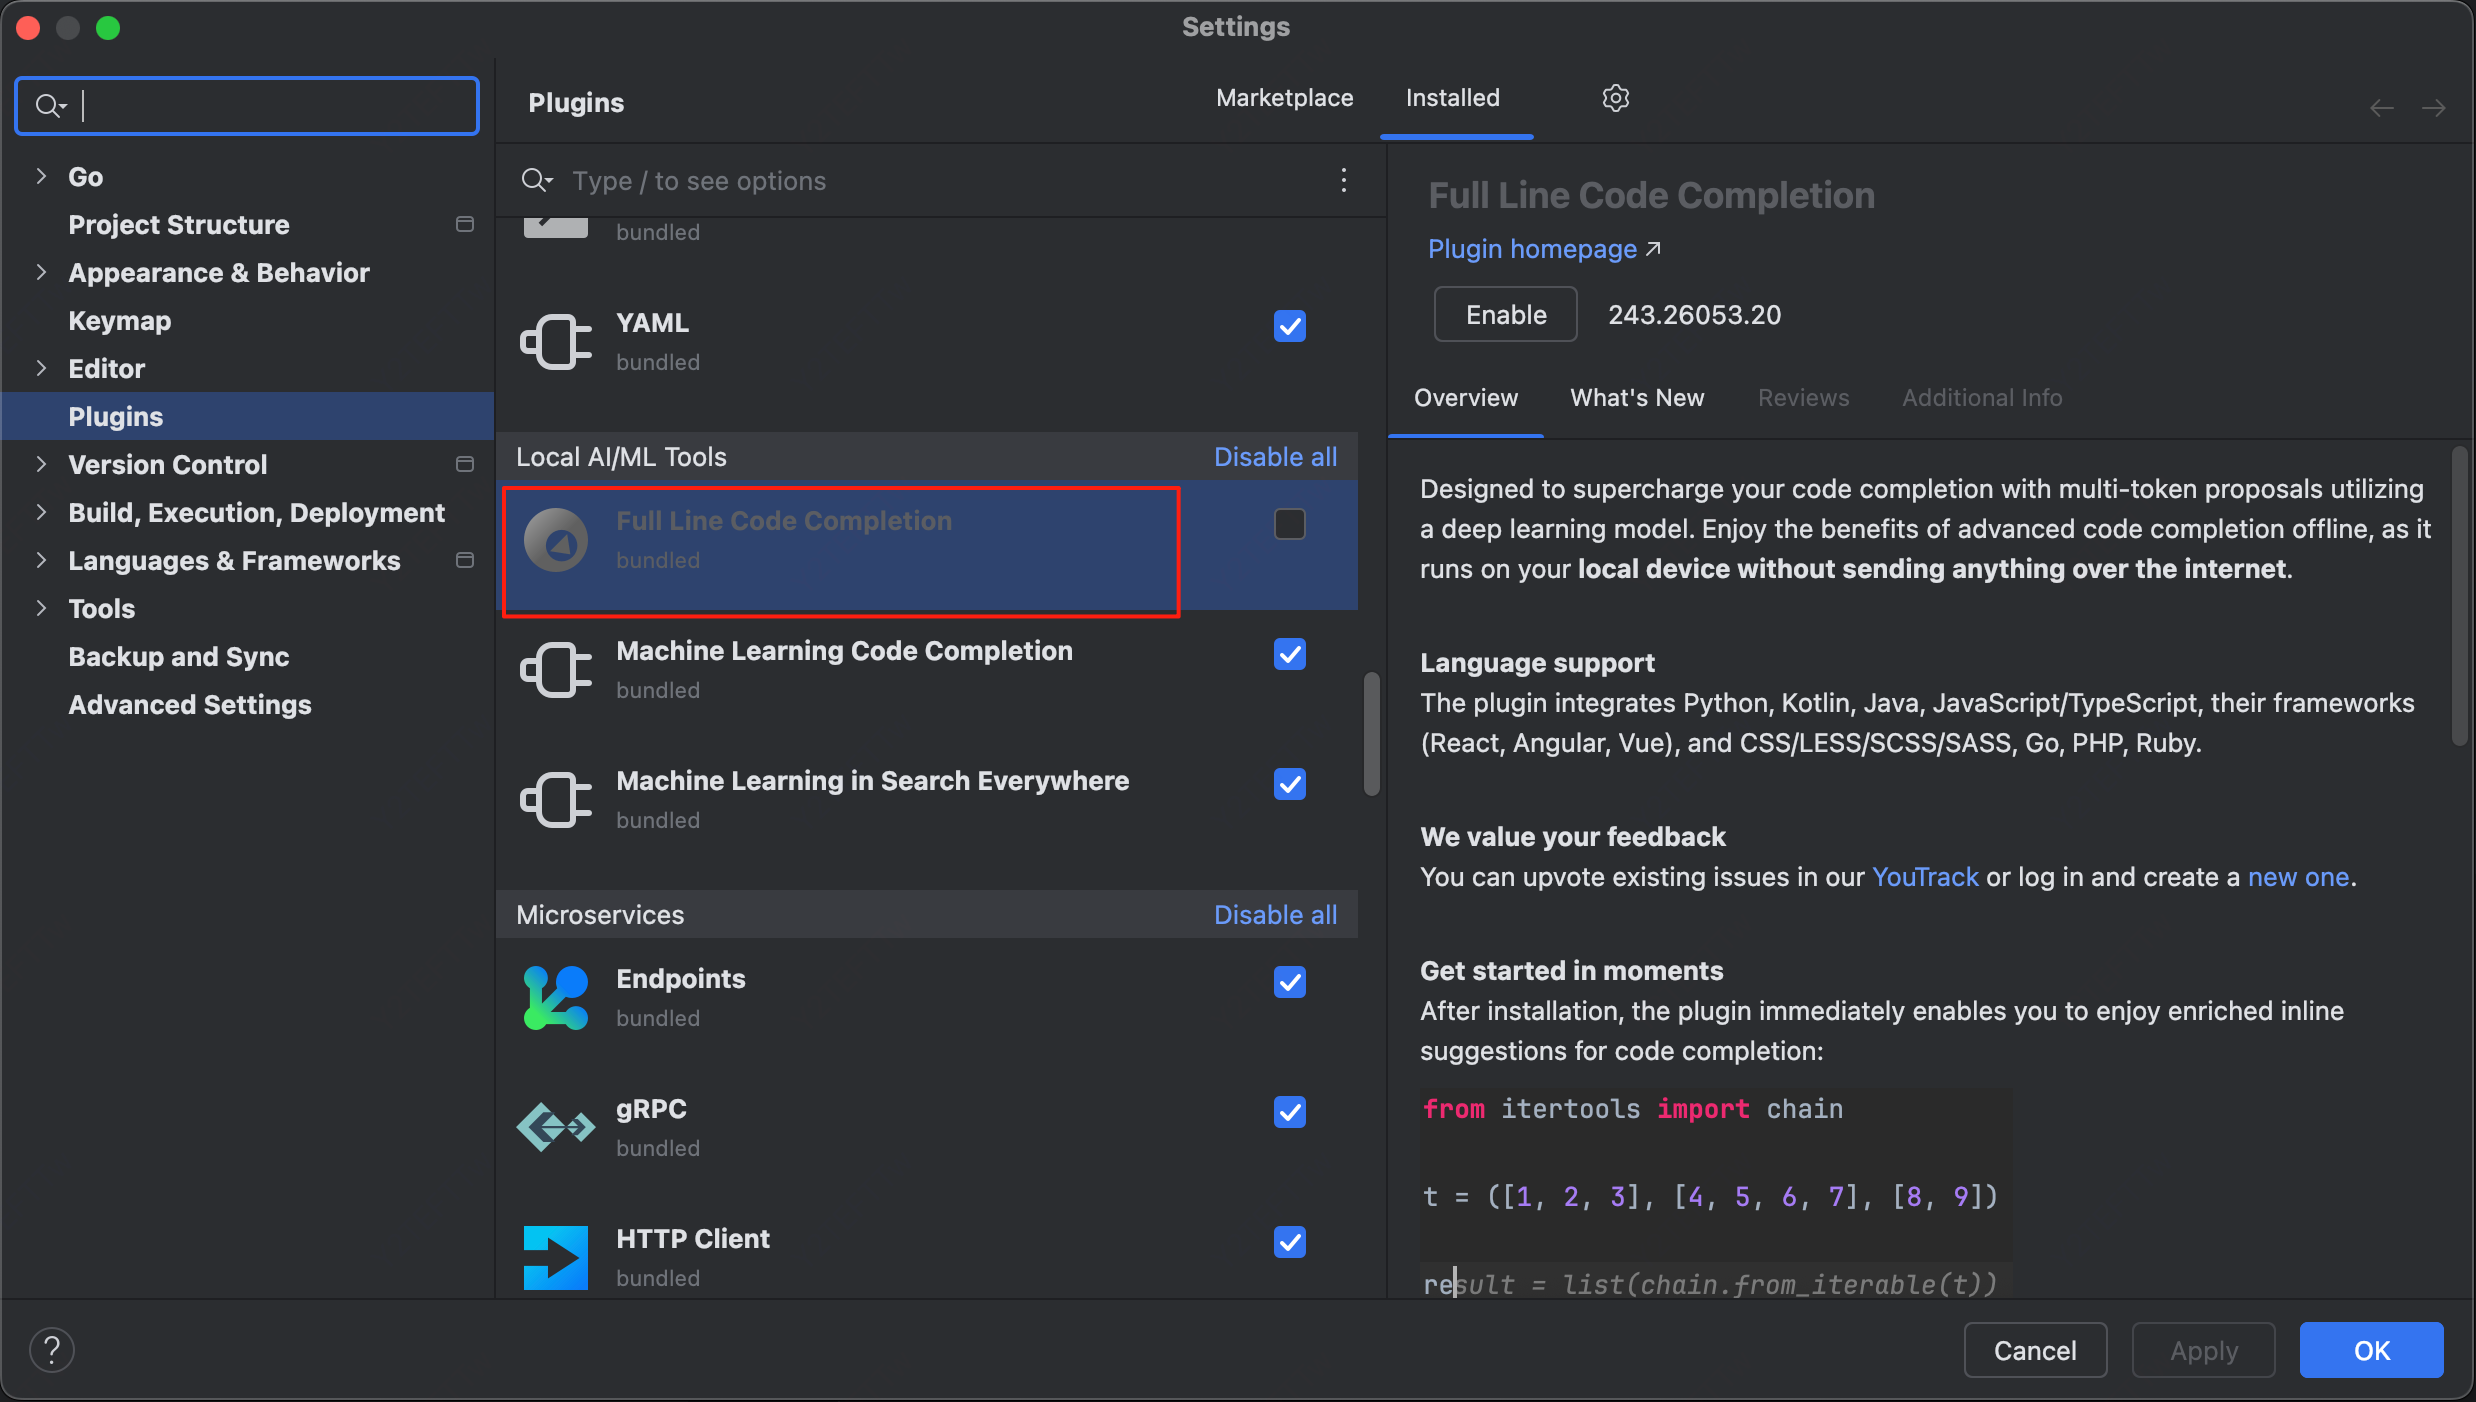 Settings
Go
Project Structure
Appearance & Behavior
Keymap
Editor
Plugins
Version Control
Build, Execution, Deployment
Languages & Frameworks
Tools
Backup and Sync
Advanced Settings
Plugins
Marketplace
Installed
Type / to see options
bundled
YAML
bundled
Local AI/ML Tools
Disable all
Full Line Code Completion
bundled
Machine Learning Code Completion
bundled
Machine Learning in Search Everywhere
bundled
Microservices
Disable all
Endpoints
bundled
gRPC
bundled
HTTP Client
bundled
Full Line Code Completion
Plugin homepage ↗
Enable
243.26053.20
Overview
What's New
Reviews
Additional Info
Designed to supercharge your code completion with multi-token proposals utilizing
a deep learning model. Enjoy the benefits of advanced code completion offline, as it
runs on your local device without sending anything over the internet.
Language support
The plugin integrates Python, Kotlin, Java, JavaScript/TypeScript, their frameworks
(React, Angular, Vue), and CSS/LESS/SCSS/SASS, Go, PHP, Ruby.
We value your feedback
You can upvote existing issues in our YouTrack or log in and create a new one.
Get started in moments
After installation, the plugin immediately enables you to enjoy enriched inline
suggestions for code completion:
from itertools import chain
t = ([1, 2, 3], [4, 5, 6, 7], [8, 9])
result = list(chain.from_iterable(t))
?
Cancel
Apply
OK